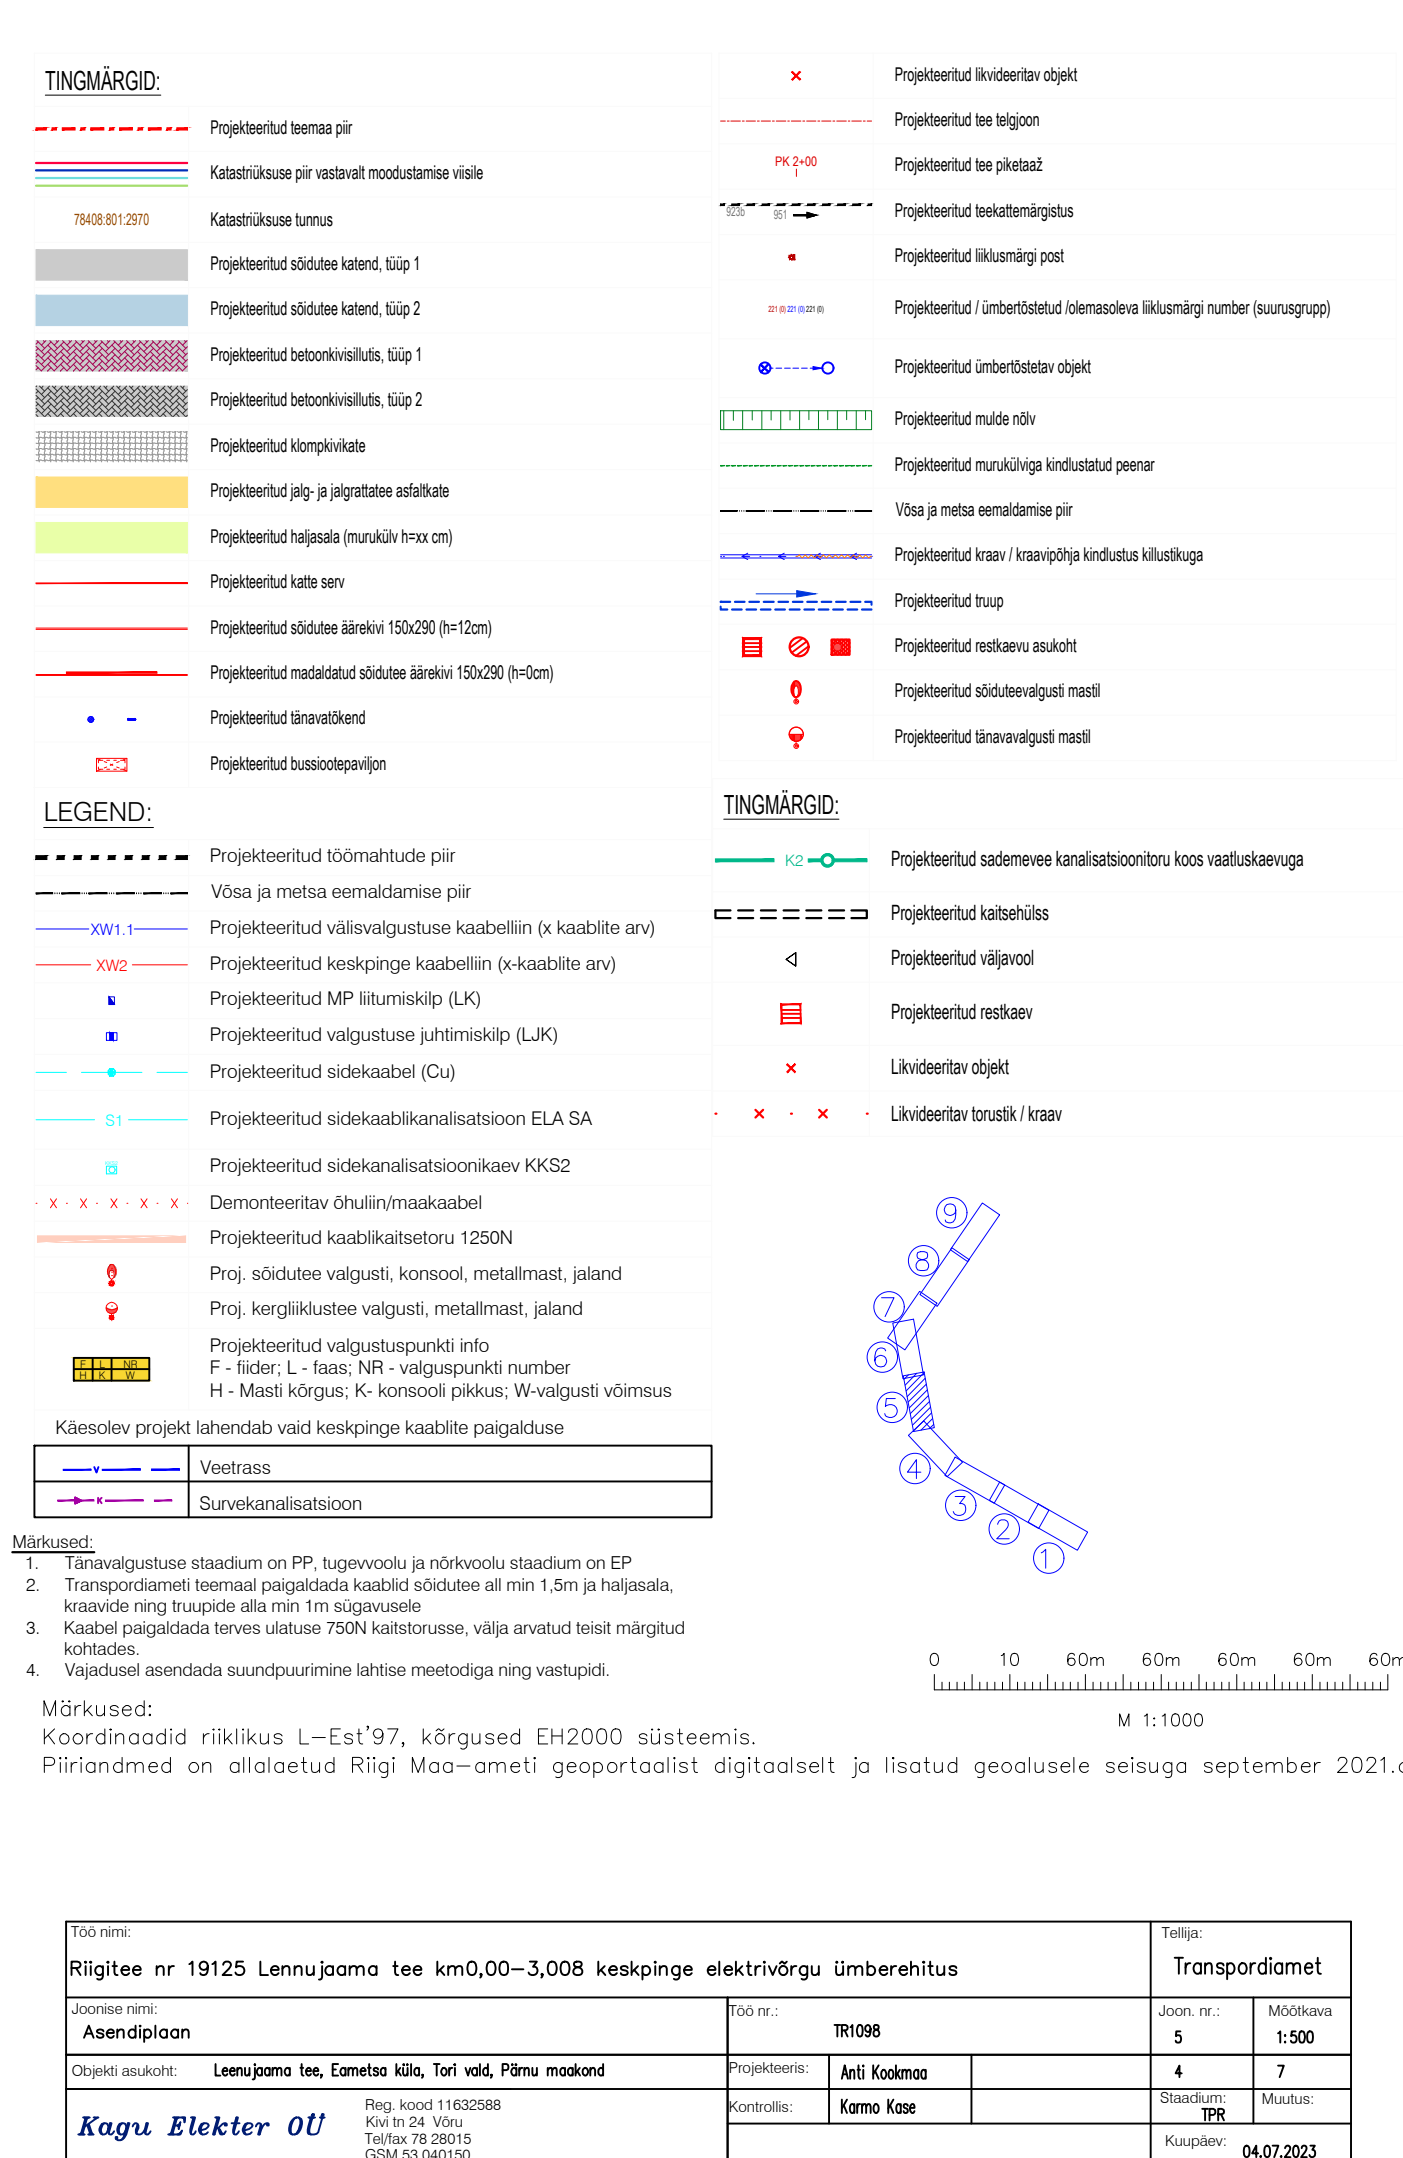 TINGMÄRGID:
Projekteeritud teemaa piir
Katastriüksuse piir vastavalt moodustamise viisile
78408:801:2970 Katastriüksuse tunnus
Projekteeritud sõidutee katend, tüüp 1
Projekteeritud sõidutee katend, tüüp 2
Projekteeritud betoonkivisillutis, tüüp 1
Projekteeritud betoonkivisillutis, tüüp 2
Projekteeritud klompkivikate
Projekteeritud jalg- ja jalgrattatee asfaltkate
Projekteeritud haljasala (murukülv h=xx cm)
Projekteeritud katte serv
Projekteeritud sõidutee äärekivi 150x290 (h=12cm)
Projekteeritud madaldatud sõidutee äärekivi 150x290 (h=0cm)
Projekteeritud tänavatõkend
Projekteeritud bussiootepaviljon
Projekteeritud likvideeritav objekt
Projekteeritud tee telgjoon
PK 2+00 Projekteeritud tee piketaaž
923b 951 Projekteeritud teekattemärgistus
Projekteeritud liiklusmärgi post
221 (0) 221 (0) 221 (0) Projekteeritud / ümbertõstetud /olemasoleva liiklusmärgi number (suurusgrupp)
Projekteeritud ümbertõstetav objekt
Projekteeritud mulde nõlv
Projekteeritud murukülviga kindlustatud peenar
Võsa ja metsa eemaldamise piir
Projekteeritud kraav / kraavipõhja kindlustus killustikuga
Projekteeritud truup
Projekteeritud restkaevu asukoht
Projekteeritud sõiduteevalgusti mastil
Projekteeritud tänavavalgusti mastil
LEGEND:
Projekteeritud töömahtude piir
Võsa ja metsa eemaldamise piir
XW1.1 Projekteeritud välisvalgustuse kaabelliin (x kaablite arv)
XW2 Projekteeritud keskpinge kaabelliin (x-kaablite arv)
Projekteeritud MP liitumiskilp (LK)
Projekteeritud valgustuse juhtimiskilp (LJK)
Projekteeritud sidekaabel (Cu)
S1 Projekteeritud sidekaablikanalisatsioon ELA SA
Projekteeritud sidekanalisatsioonikaev KKS2
X X X X X Demonteeritav õhuliin/maakaabel
Projekteeritud kaablikaitsetoru 1250N
Proj. sõidutee valgusti, konsool, metallmast, jaland
Proj. kergliiklustee valgusti, metallmast, jaland
Projekteeritud valgustuspunkti info
F L NR F - fiider; L - faas; NR - valguspunkti number
H K W H - Masti kõrgus; K- konsooli pikkus; W-valgusti võimsus
Käesolev projekt lahendab vaid keskpinge kaablite paigalduse
V Veetrass
K Survekanalisatsioon
TINGMÄRGID:
K2 Projekteeritud sademevee kanalisatsioonitoru koos vaatluskaevuga
Projekteeritud kaitsehülss
Projekteeritud väljavool
Projekteeritud restkaev
Likvideeritav objekt
Likvideeritav torustik / kraav
9
8
7
6
5
4
3
2
1
Märkused:
1. Tänavalgustuse staadium on PP, tugevvoolu ja nõrkvoolu staadium on EP
2. Transpordiameti teemaal paigaldada kaablid sõidutee all min 1,5m ja haljasala,
kraavide ning truupide alla min 1m sügavusele
3. Kaabel paigaldada terves ulatuse 750N kaitstorusse, välja arvatud teisit märgitud
kohtades.
4. Vajadusel asendada suundpuurimine lahtise meetodiga ning vastupidi.
0 10 60m 60m 60m 60m 60m
M 1:1000
Märkused:
Koordinaadid riiklikus L-Est'97, kõrgused EH2000 süsteemis.
Piiriandmed on allalaetud Riigi Maa-ameti geoportaalist digitaalselt ja lisatud geoalusele seisuga september 2021.
Töö nimi:
Riigitee nr 19125 Lennujaama tee km0,00-3,008 keskpinge elektrivõrgu ümberehitus
Tellija:
Transpordiamet
Joonise nimi:
Asendiplaan
Töö nr.:
TR1098
Joon. nr.: Mõõtkava
5 1:500
Objekti asukoht: Leenujaama tee, Eametsa küla, Tori vald, Pärnu maakond
Projekteeris: Anti Kookmaa
4 7
Kontrollis: Karmo Kase
Staadium: Muutus:
TPR
Kagu Elekter OÜ
Reg. kood 11632588
Kivi tn 24 Võru
Tel/fax 78 28015
GSM 53 040150
Kuupäev: 04.07.2023